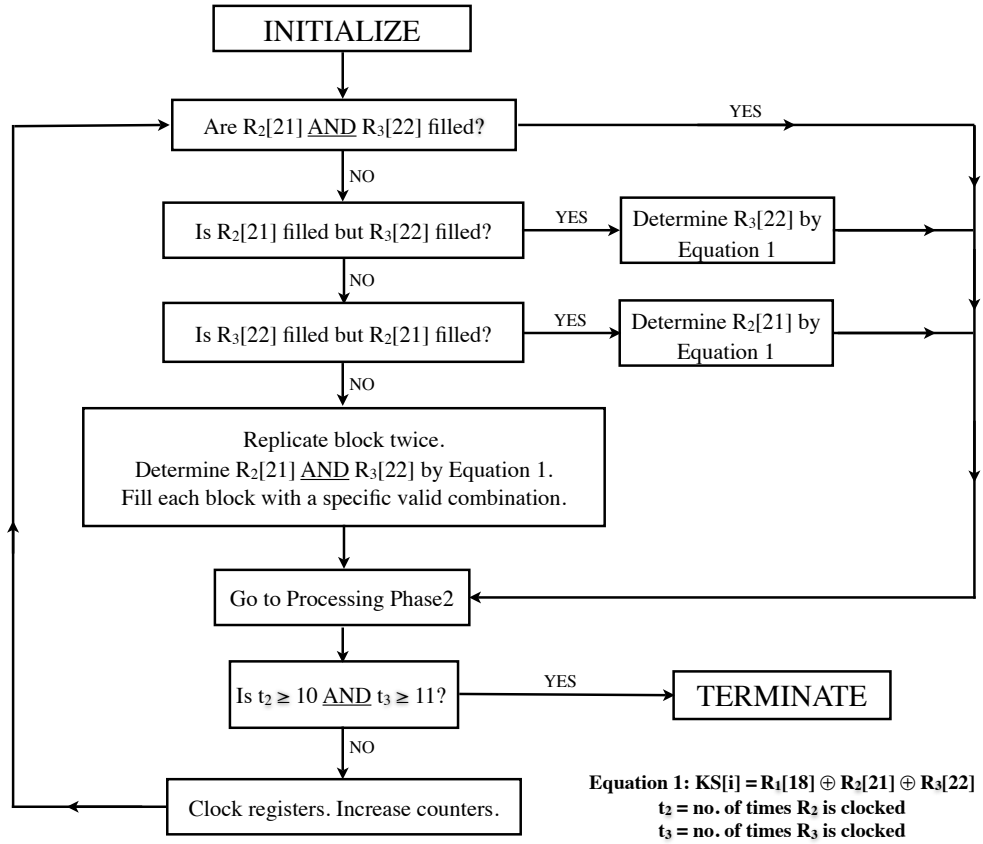 INITIALIZE
Are R₂[21] AND R₃[22] filled?
YES
NO
Is R₂[21] filled but R₃[22] filled?
YES
Determine R₃[22] by
Equation 1
NO
Is R₃[22] filled but R₂[21] filled?
YES
Determine R₂[21] by
Equation 1
NO
Replicate block twice.
Determine R₂[21] AND R₃[22] by Equation 1.
Fill each block with a specific valid combination.
Go to Processing Phase2
Is t₂ ≥ 10 AND t₃ ≥ 11?
YES
TERMINATE
NO
Clock registers. Increase counters.
Equation 1: KS[i] = R₁[18] ⊕ R₂[21] ⊕ R₃[22]
t₂ = no. of times R₂ is clocked
t₃ = no. of times R₃ is clocked